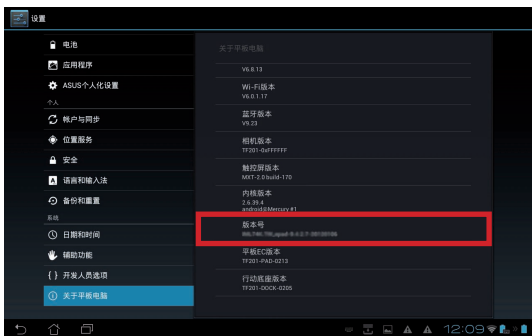 设置
电池
应用程序
ASUS个人化设置
个人
帐户与同步
位置服务
安全
语言和输入法
备份和重置
系统
日期和时间
辅助功能
{ } 开发人员选项
关于平板电脑
关于平板电脑
V6.8.13
Wi-Fi版本
V6.0.1.17
蓝牙版本
V9.23
相机版本
TF201-0xFFFFFF
触控屏版本
MXT-2.0 build-170
内核版本
2.6.39.4
android@Mercury #1
版本号
平板EC版本
TF201-PAD-0213
行动底座版本
TF201-DOCK-0205
12:09